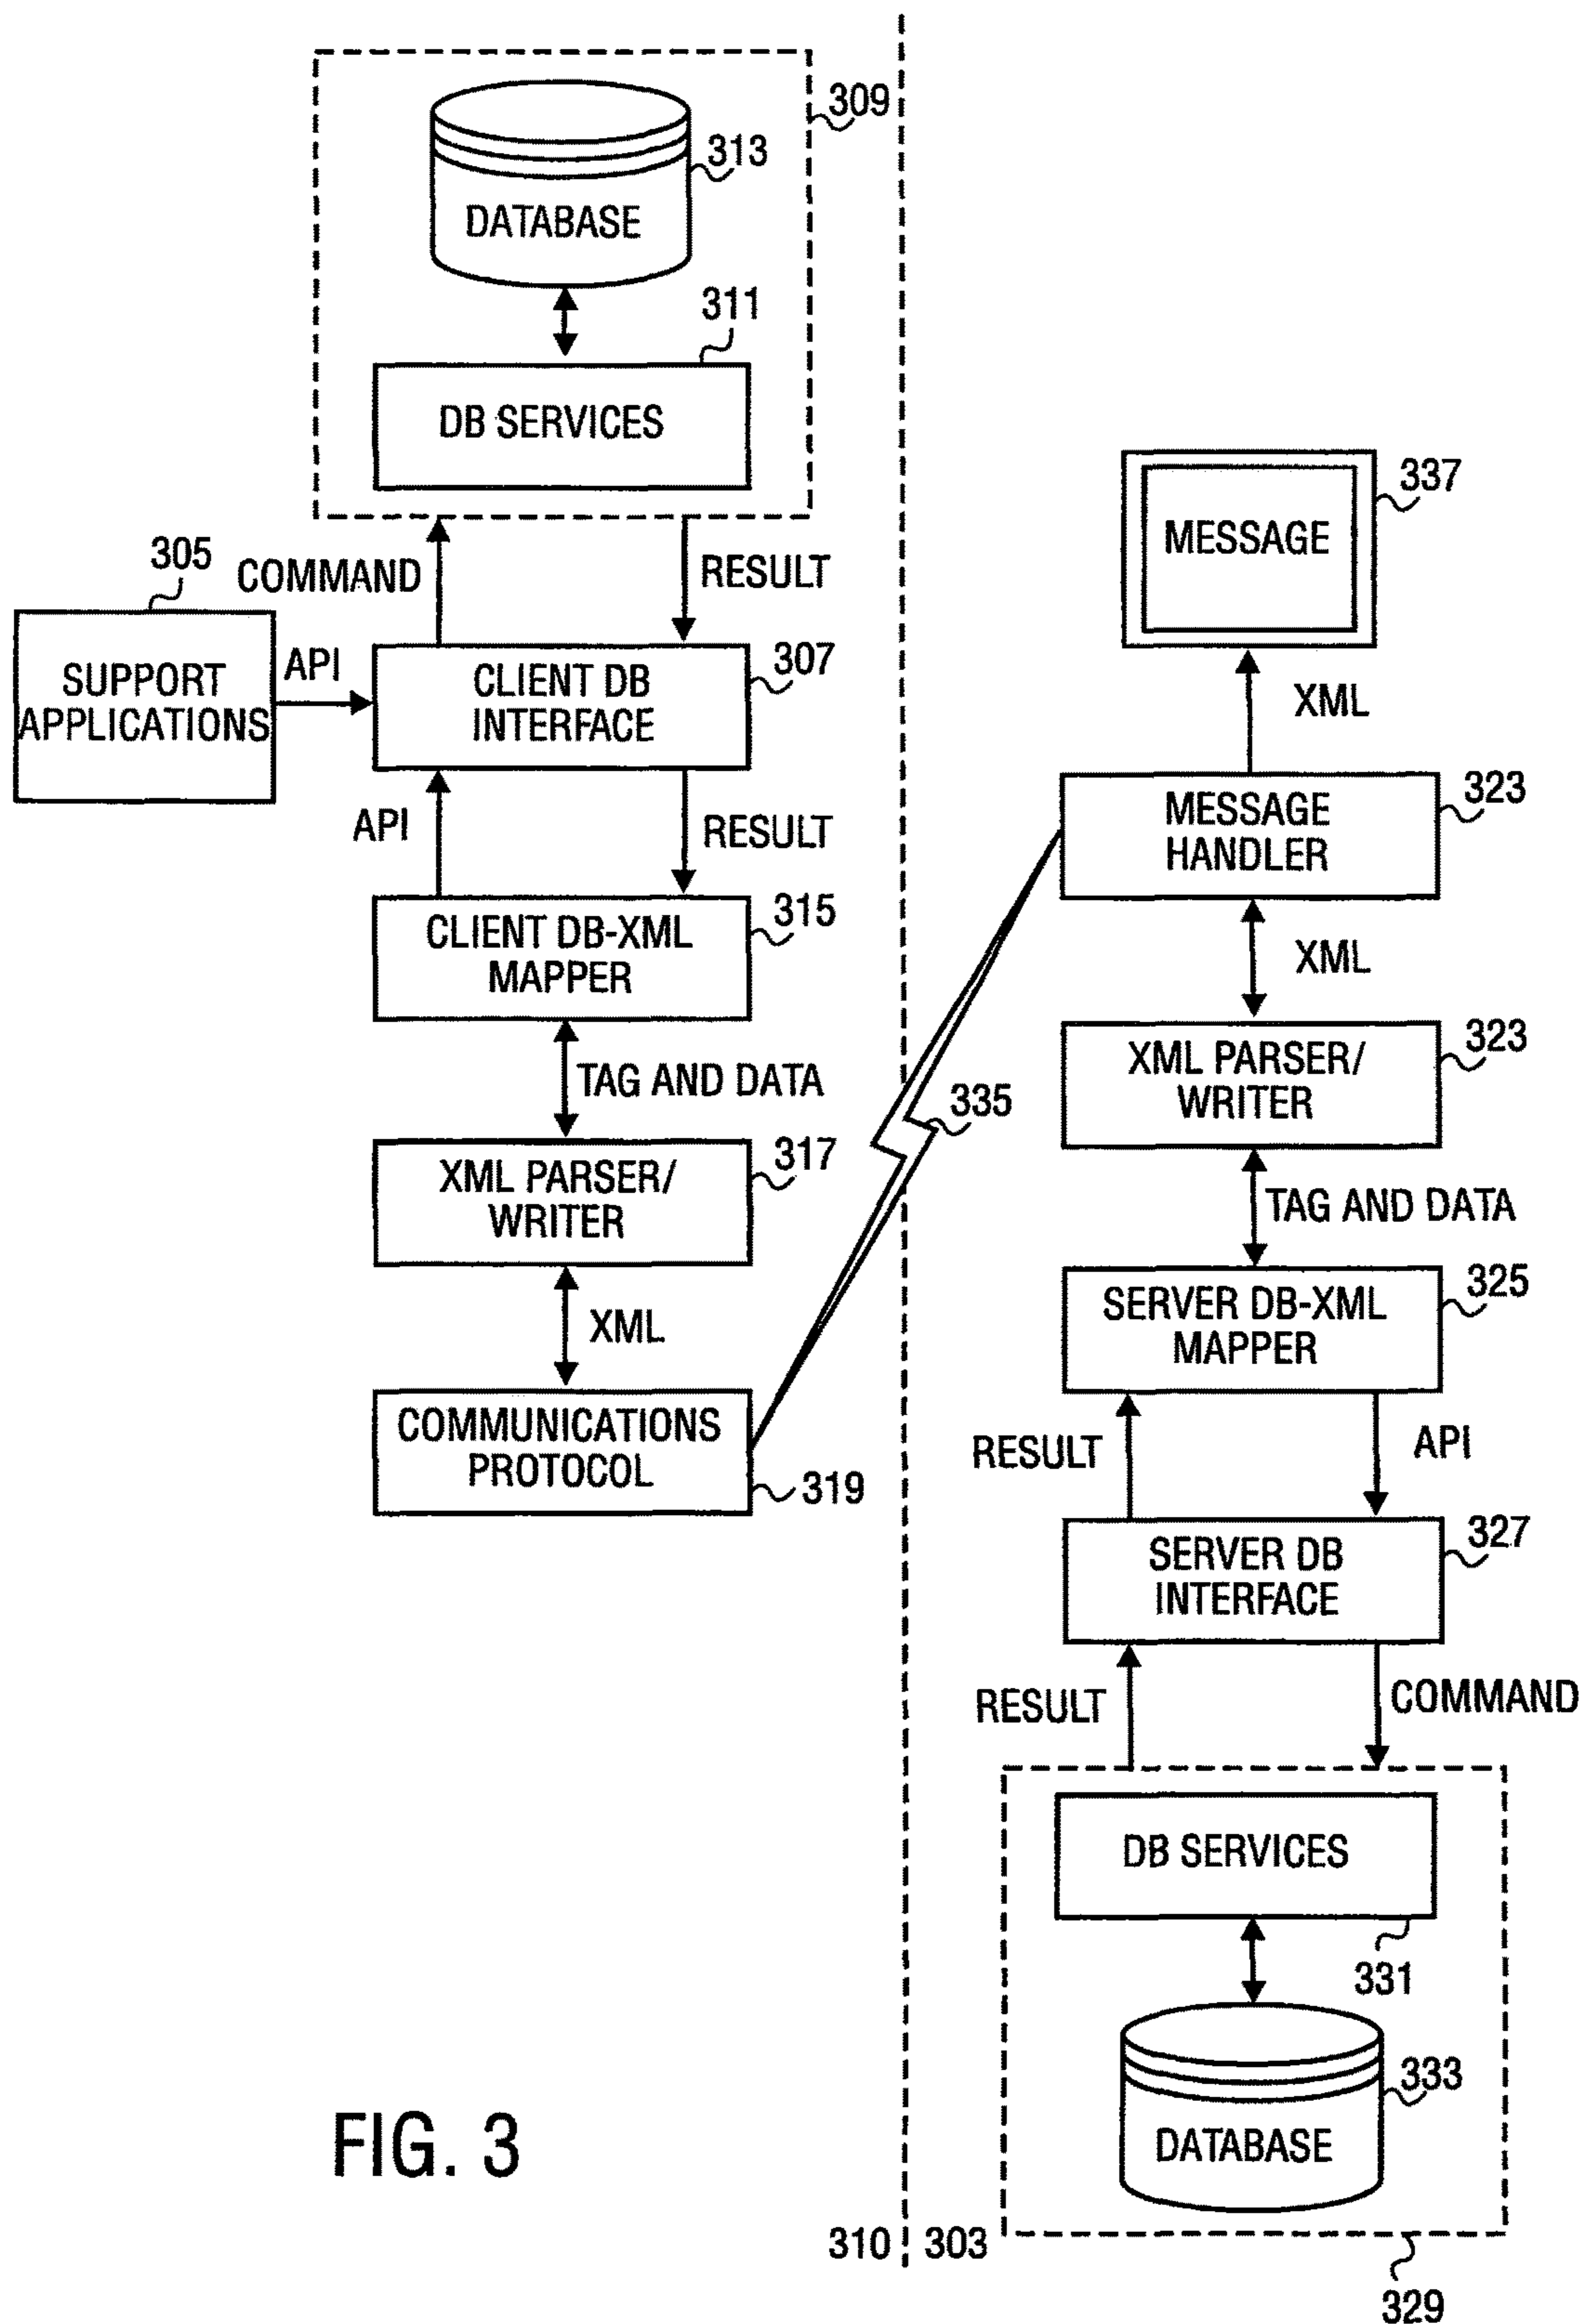 309
313
DATABASE
311
DB SERVICES
COMMAND
RESULT
305
SUPPORT
APPLICATIONS
API
307
CLIENT DB
INTERFACE
API
RESULT
315
CLIENT DB-XML
MAPPER
TAG AND DATA
317
XML PARSER/
WRITER
XML
COMMUNICATIONS
PROTOCOL
319
335
337
MESSAGE
XML
323
MESSAGE
HANDLER
XML
323
XML PARSER/
WRITER
TAG AND DATA
325
SERVER DB-XML
MAPPER
RESULT
API
327
SERVER DB
INTERFACE
RESULT
COMMAND
DB SERVICES
331
333
DATABASE
329
310
303
FIG. 3